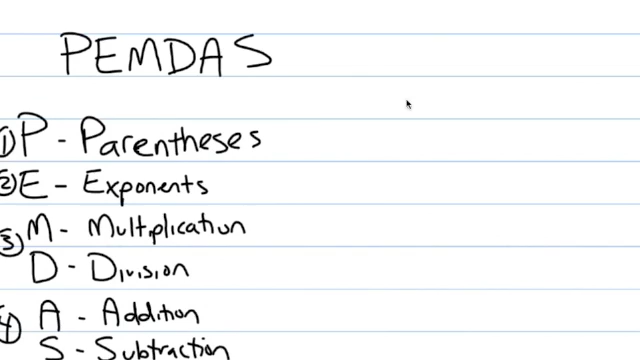 PEMDAS
① P - Parentheses
② E - Exponents
③ M - Multiplication
D - Division
④ A - Addition
S - Subtraction